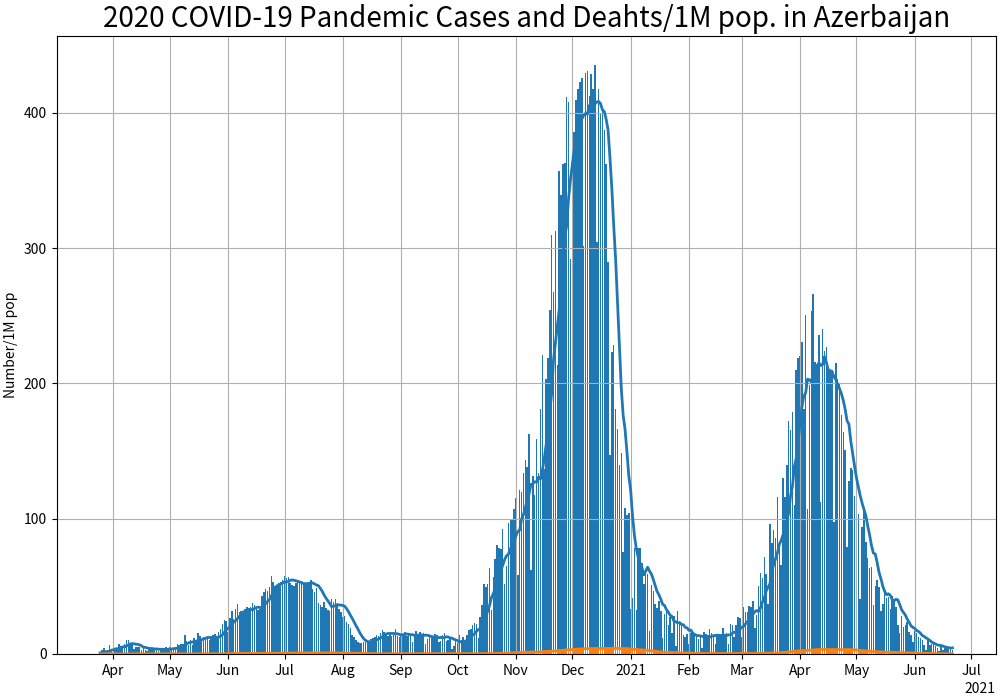 2020 COVID-19 Pandemic Cases and Deahts/1M pop. in Azerbaijan
Number/1M pop
400
300
200
100
0
Apr May Jun Jul Aug Sep Oct Nov Dec 2021 Feb Mar Apr May Jun Jul
2021